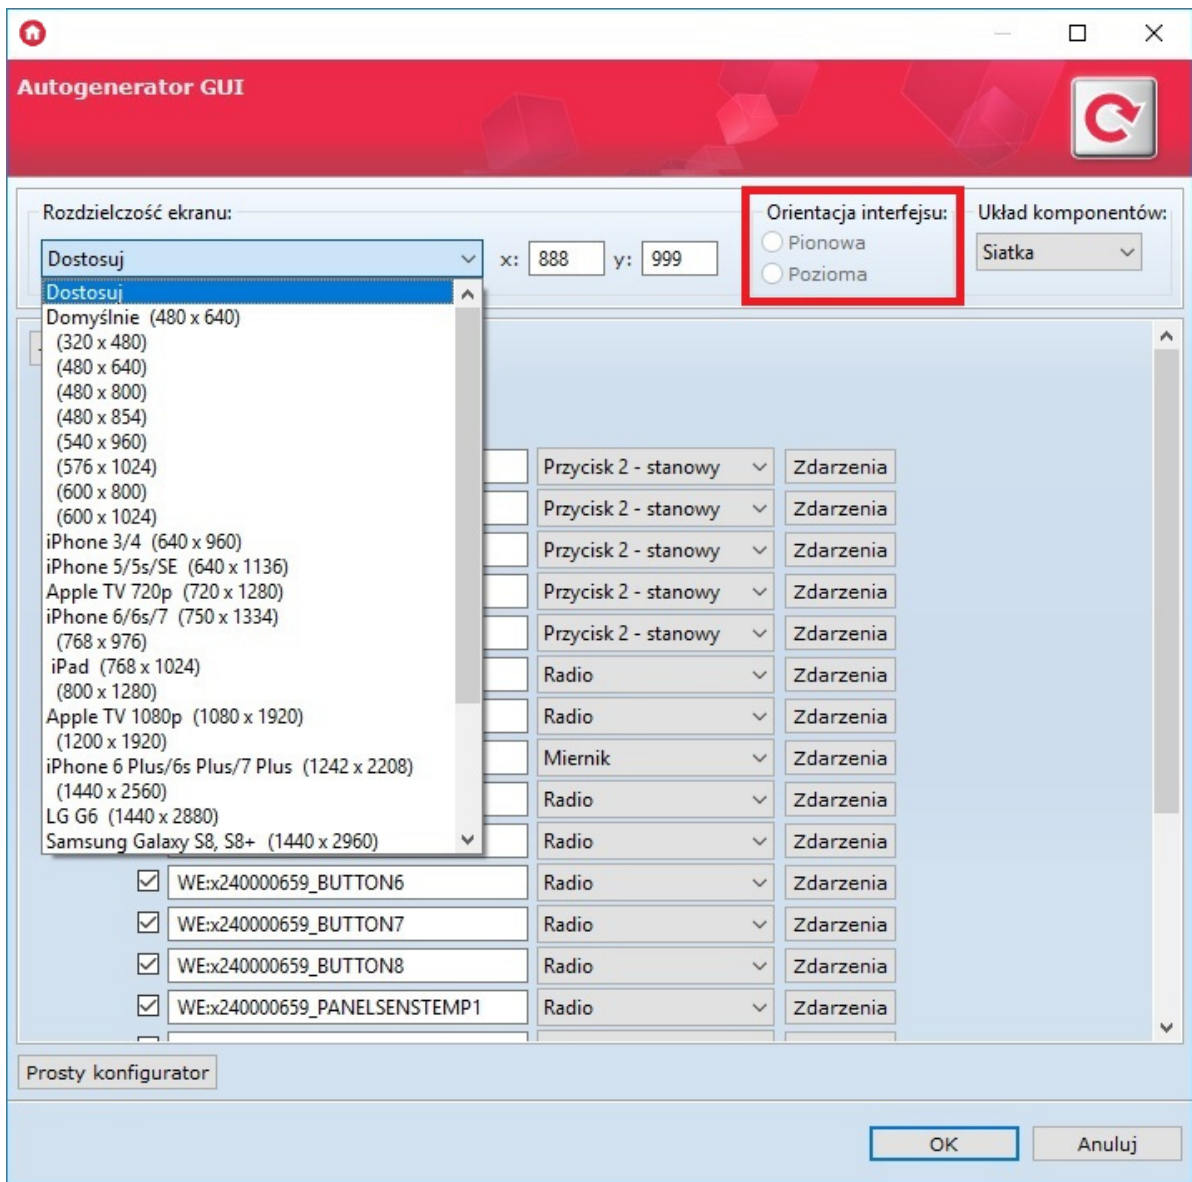 Autogenerator GUI
Rozdzielczość ekranu:
Orientacja interfejsu:
Układ komponentów:
Dostosuj
x: 888 y: 999
Pionowa
Pozioma
Siatka
Dostosuj
Domyślnie (480 x 640)
(320 x 480)
(480 x 640)
(480 x 800)
(480 x 854)
(540 x 960)
(576 x 1024)
(600 x 800)
(600 x 1024)
iPhone 3/4 (640 x 960)
iPhone 5/5s/SE (640 x 1136)
Apple TV 720p (720 x 1280)
iPhone 6/6s/7 (750 x 1334)
(768 x 976)
iPad (768 x 1024)
(800 x 1280)
Apple TV 1080p (1080 x 1920)
(1200 x 1920)
iPhone 6 Plus/6s Plus/7 Plus (1242 x 2208)
(1440 x 2560)
LG G6 (1440 x 2880)
Samsung Galaxy S8, S8+ (1440 x 2960)
Przycisk 2 - stanowy Zdarzenia
Przycisk 2 - stanowy Zdarzenia
Przycisk 2 - stanowy Zdarzenia
Przycisk 2 - stanowy Zdarzenia
Przycisk 2 - stanowy Zdarzenia
Radio Zdarzenia
Radio Zdarzenia
Miernik Zdarzenia
Radio Zdarzenia
Radio Zdarzenia
WE:x240000659_BUTTON6 Radio Zdarzenia
WE:x240000659_BUTTON7 Radio Zdarzenia
WE:x240000659_BUTTON8 Radio Zdarzenia
WE:x240000659_PANELSENSTEMP1 Radio Zdarzenia
Prosty konfigurator
OK Anuluj